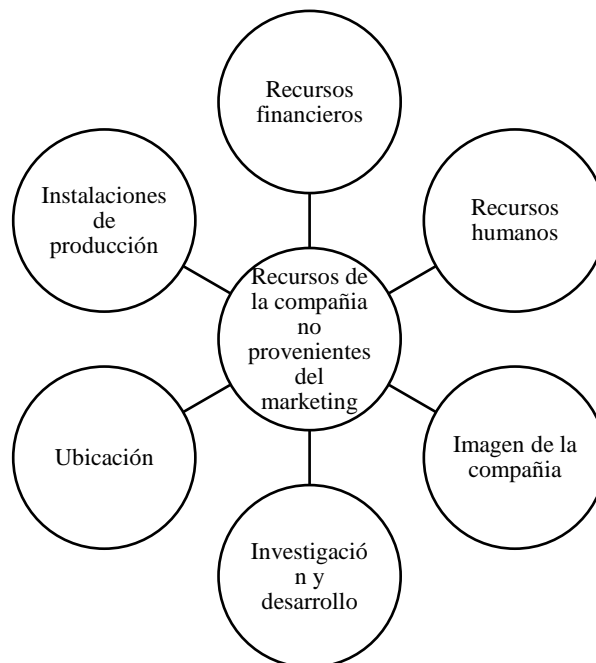 Recursos
financieros
Recursos
humanos
Imagen de la
compañia
Investigació
n y
desarrollo
Ubicación
Instalaciones
de
producción
Recursos de
la compañia
no
provenientes
del
marketing